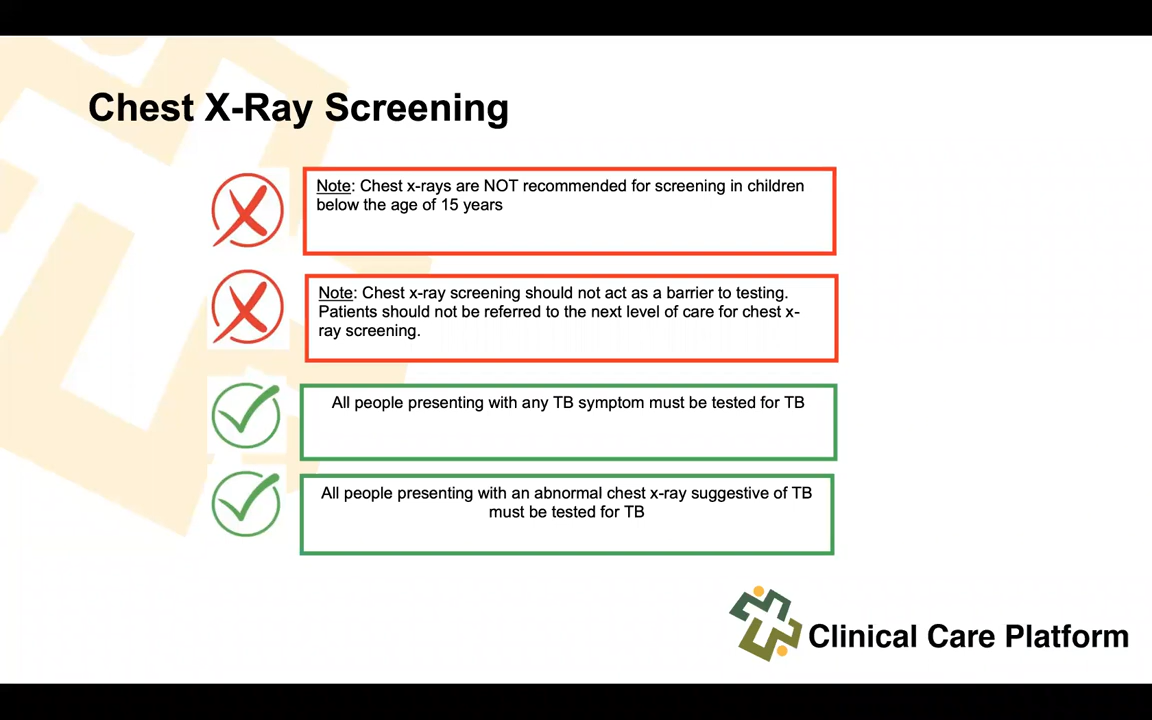 Chest X-Ray Screening
Note: Chest x-rays are NOT recommended for screening in children
below the age of 15 years
Note: Chest x-ray screening should not act as a barrier to testing.
Patients should not be referred to the next level of care for chest x-
ray screening.
All people presenting with any TB symptom must be tested for TB
All people presenting with an abnormal chest x-ray suggestive of TB
must be tested for TB
Clinical Care Platform